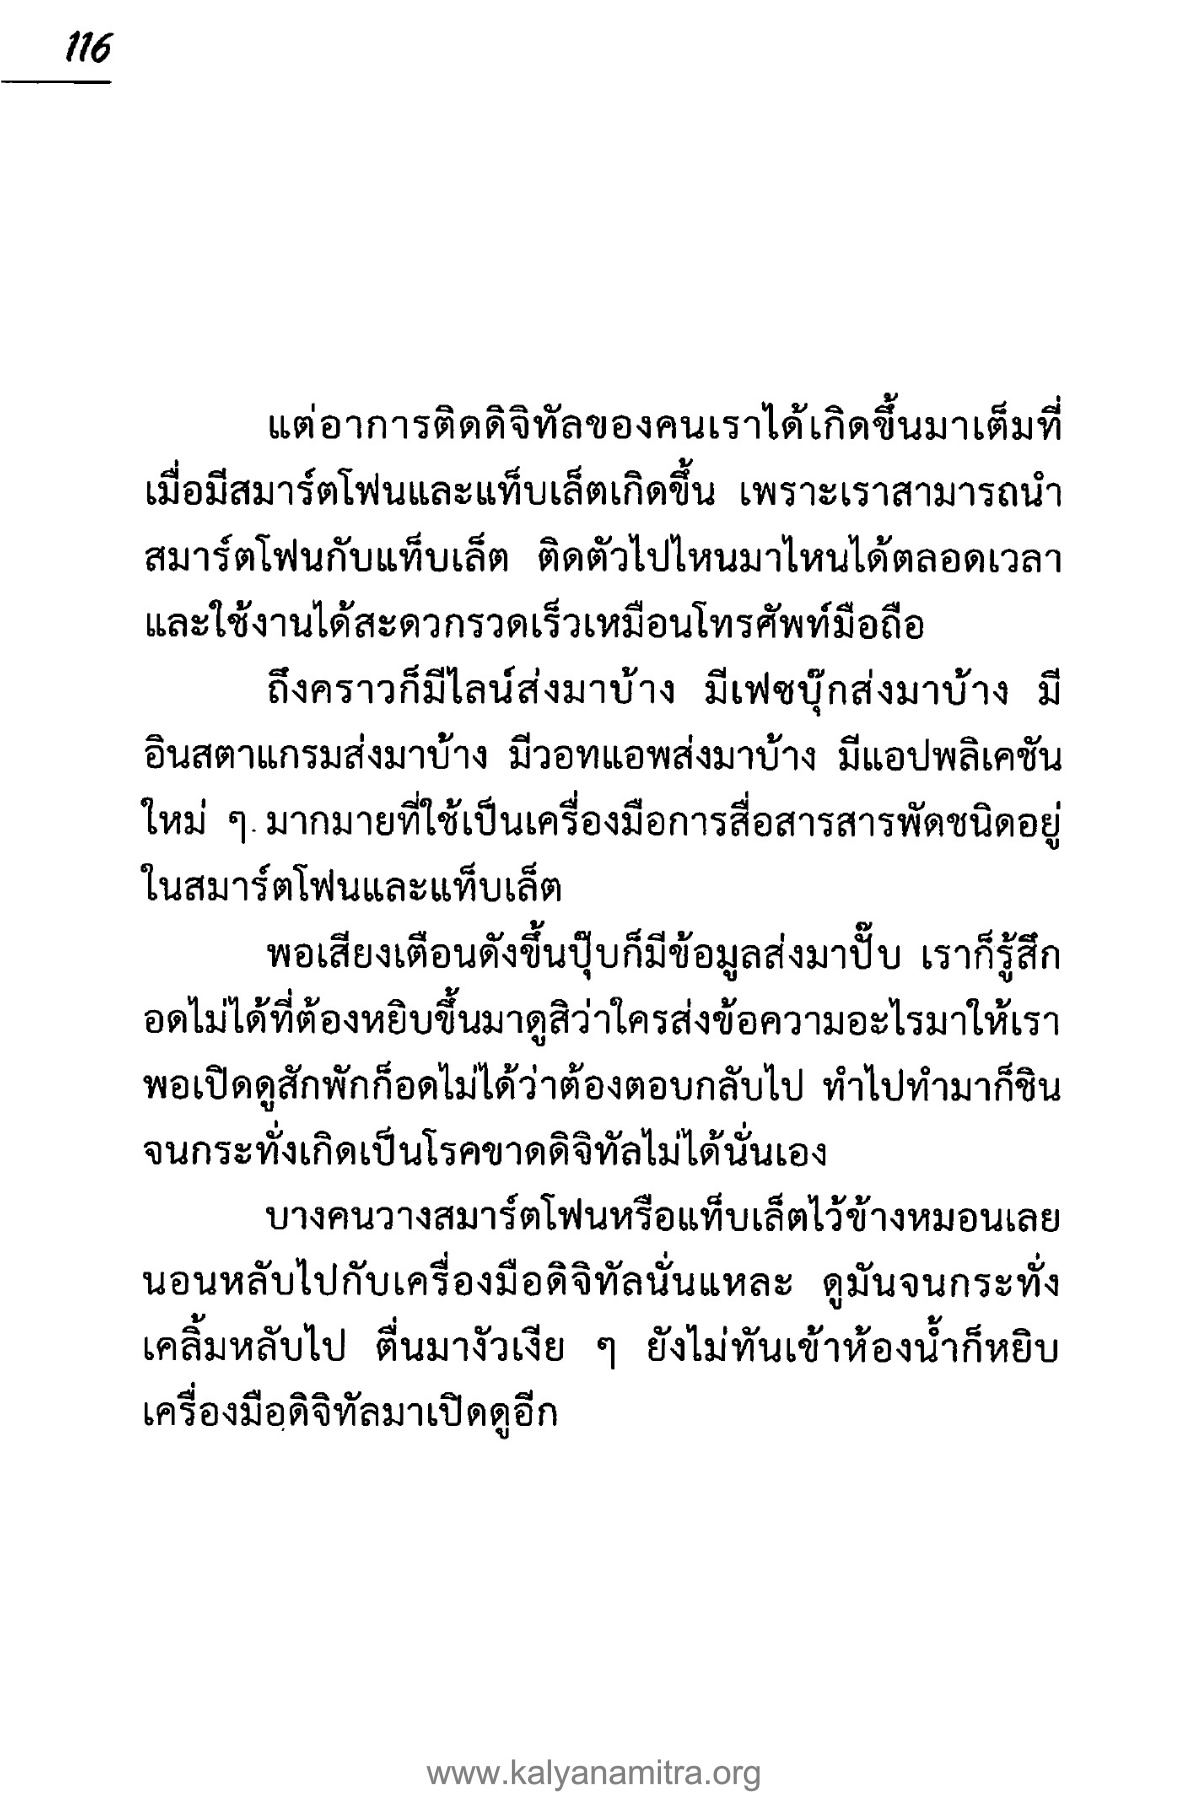 116
แต่อาการติดดิจิทัลของคนเราได้เกิดขึ้นมาเต็มที่
เมื่อมีสมาร์ตโฟนและแท็บเล็ตเกิดขึ้น เพราะเราสามารถนำ
สมาร์ตโฟนกับแท็บเล็ต ติดตัวไปไหนมาไหนได้ตลอดเวลา
และใช้งานได้สะดวกรวดเร็วเหมือนโทรศัพท์มือถือ
ถึงคราวก็มีไลน์ส่งมาบ้าง มีเฟซบุ๊กส่งมาบ้าง มี
อินสตาแกรมส่งมาบ้าง มีวอทแอพส่งมาบ้าง มีแอปพลิเคชัน
ใหม่ ๆ มากมายที่ใช้เป็นเครื่องมือการสื่อสารสารพัดชนิดอยู่
ในสมาร์ตโฟนและแท็บเล็ต
พอเสียงเตือนดังขึ้นปุ๊บก็มีข้อมูลส่งมาปั๊บ เราก็รู้สึก
อดไม่ได้ที่ต้องหยิบขึ้นมาดูสิว่าใครส่งข้อความอะไรมาให้เรา
พอเปิดดูสักพักก็อดไม่ได้ว่าต้องตอบกลับไป ทำไปทำมาก็ชิน
จนกระทั่งเกิดเป็นโรคขาดดิจิทัลไม่ได้นั่นเอง
บางคนวางสมาร์ตโฟนหรือแท็บเล็ตไว้ข้างหมอนเลย
นอนหลับไปกับเครื่องมือดิจิทัลนั่นแหละ ดูมันจนกระทั่ง
เคลิ้มหลับไป ตื่นมางัวเงีย ๆ ยังไม่ทันเข้าห้องน้ำก็หยิบ
เครื่องมือดิจิทัลมาเปิดดูอีก
www.kalyanamitra.org